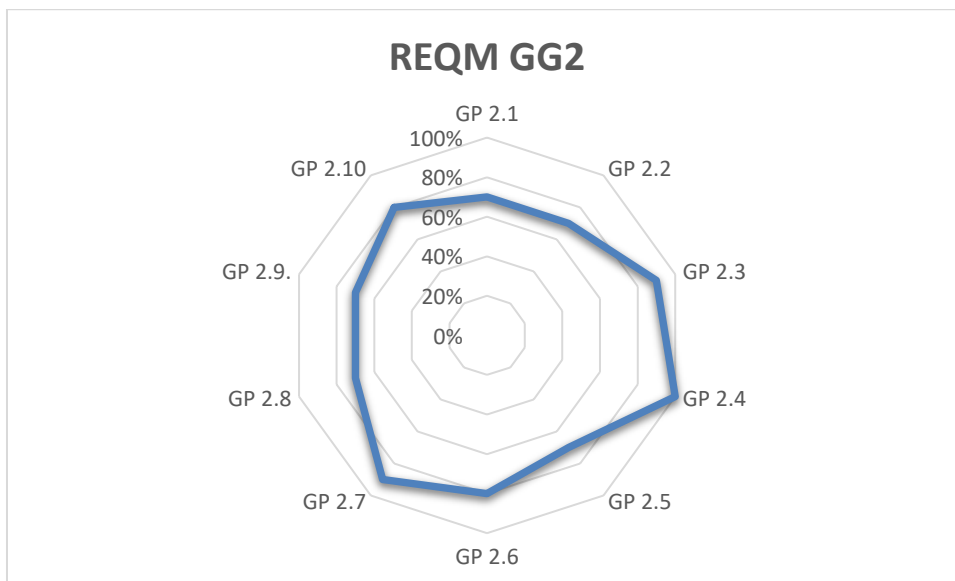 REQM GG2
GP 2.1
GP 2.2
GP 2.3
GP 2.4
GP 2.5
GP 2.6
GP 2.7
GP 2.8
GP 2.9.
GP 2.10
100%
80%
60%
40%
20%
0%